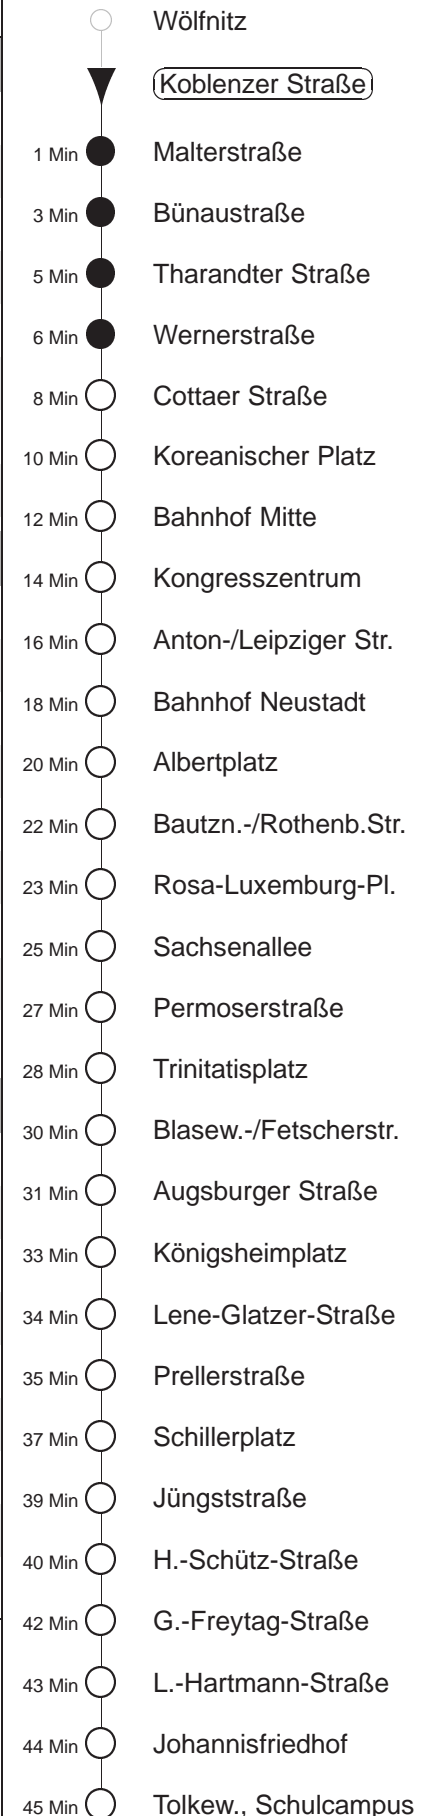 Wölfnitz
Koblenzer Straße
1 Min Malterstraße
3 Min Bünaustraße
5 Min Tharandter Straße
6 Min Wernerstraße
8 Min Cottaer Straße
10 Min Koreanischer Platz
12 Min Bahnhof Mitte
14 Min Kongresszentrum
16 Min Anton-/Leipziger Str.
18 Min Bahnhof Neustadt
20 Min Albertplatz
22 Min Bautzn.-/Rothenb.Str.
23 Min Rosa-Luxemburg-Pl.
25 Min Sachsenallee
27 Min Permoserstraße
28 Min Trinitatisplatz
30 Min Blasew.-/Fetscherstr.
31 Min Augsburger Straße
33 Min Königsheimplatz
34 Min Lene-Glatzer-Straße
35 Min Prellerstraße
37 Min Schillerplatz
39 Min Jüngststraße
40 Min H.-Schütz-Straße
42 Min G.-Freytag-Straße
43 Min L.-Hartmann-Straße
44 Min Johannisfriedhof
45 Min Tolkew., Schulcampus